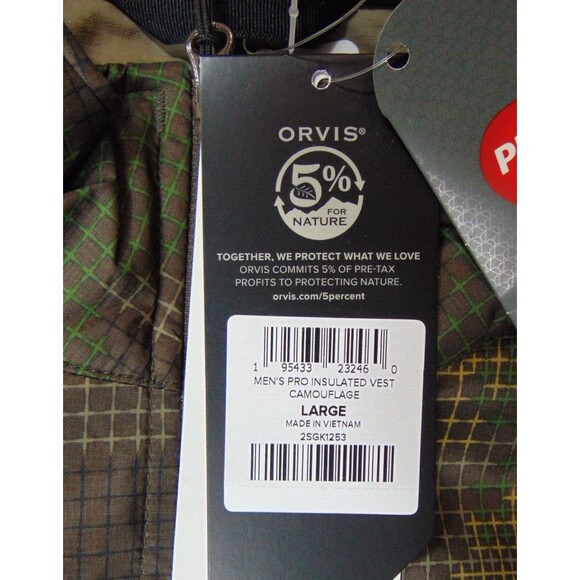 ORVIS®
5%
FOR
NATURE
TOGETHER, WE PROTECT WHAT WE LOVE
ORVIS COMMITS 5% OF PRE-TAX
PROFITS TO PROTECTING NATURE.
orvis.com/5percent
1 95433 23246 0
MEN'S PRO INSULATED VEST
CAMOUFLAGE
LARGE
MADE IN VIETNAM
2SGK1253